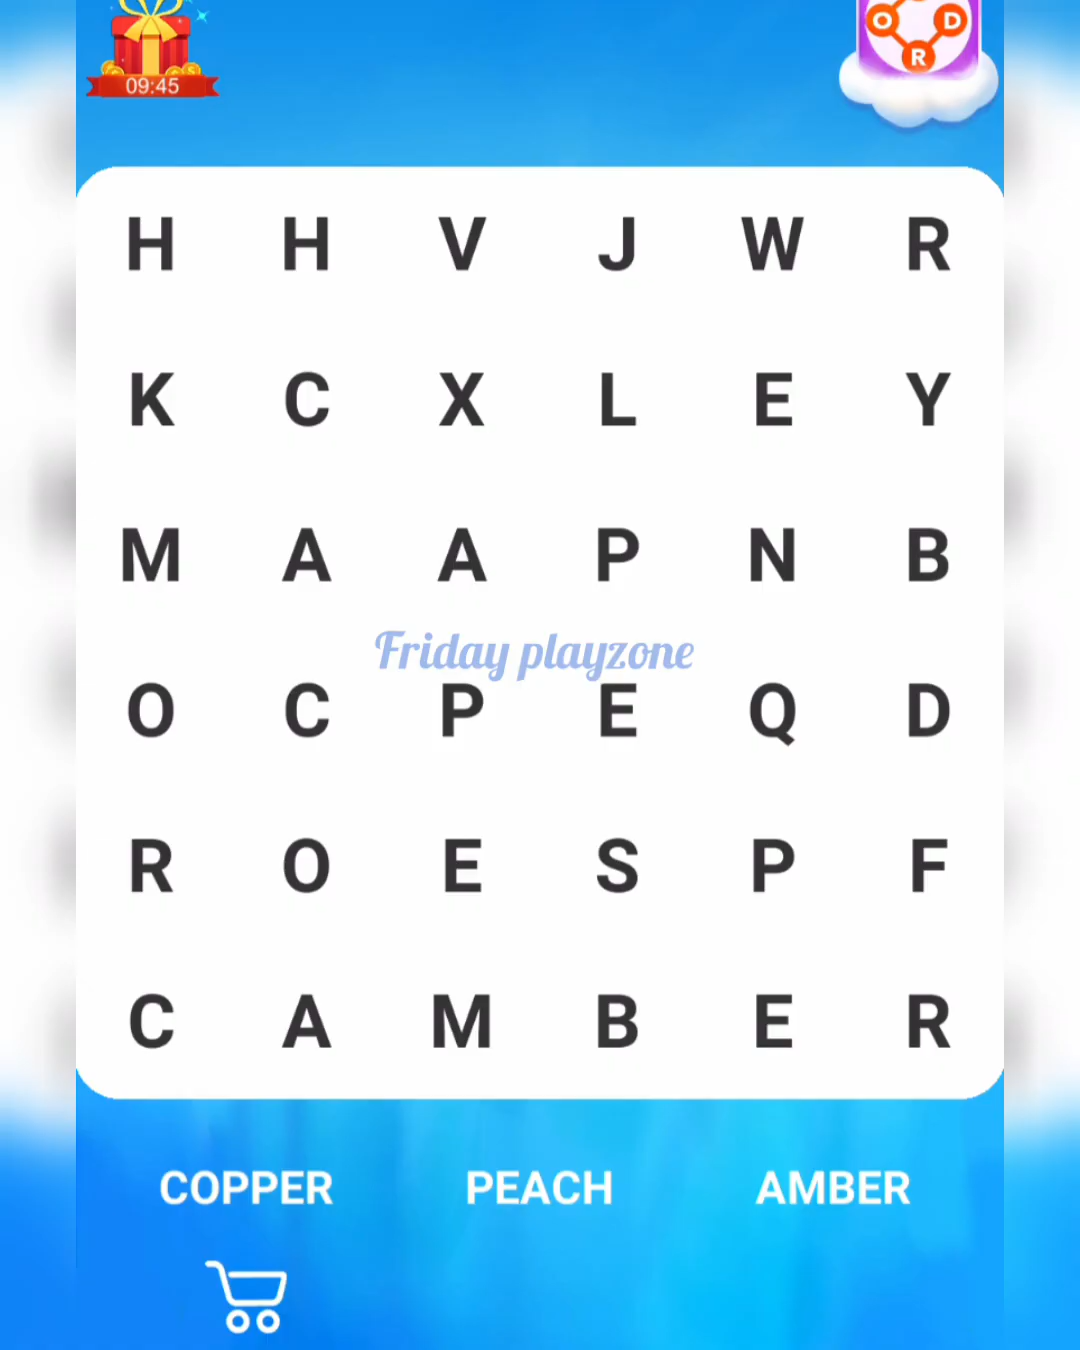 O D
R
09:45
H H V J W R
K C X L E Y
M A A P N B
Friday playzone
O C P E Q D
R O E S P F
C A M B E R
COPPER PEACH AMBER